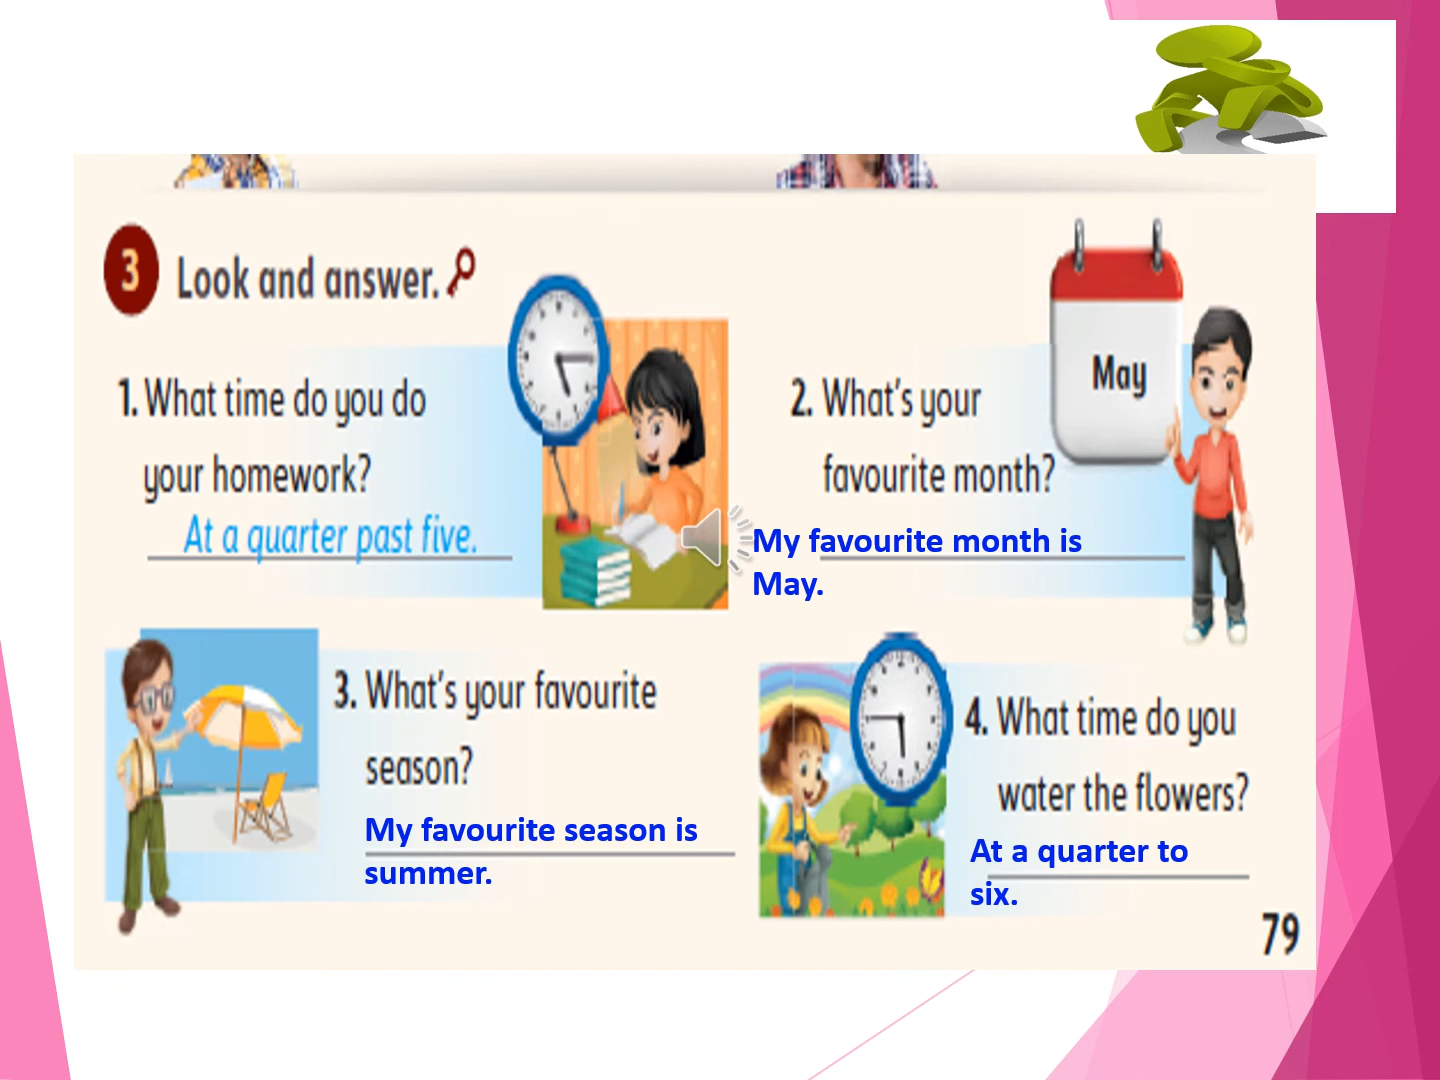 3 Look and answer.
1. What time do you do
your homework?
At a quarter past five.
2. What's your
favourite month?
May
My favourite month is
May.
3. What's your favourite
season?
My favourite season is
summer.
4. What time do you
water the flowers?
At a quarter to
six.
79